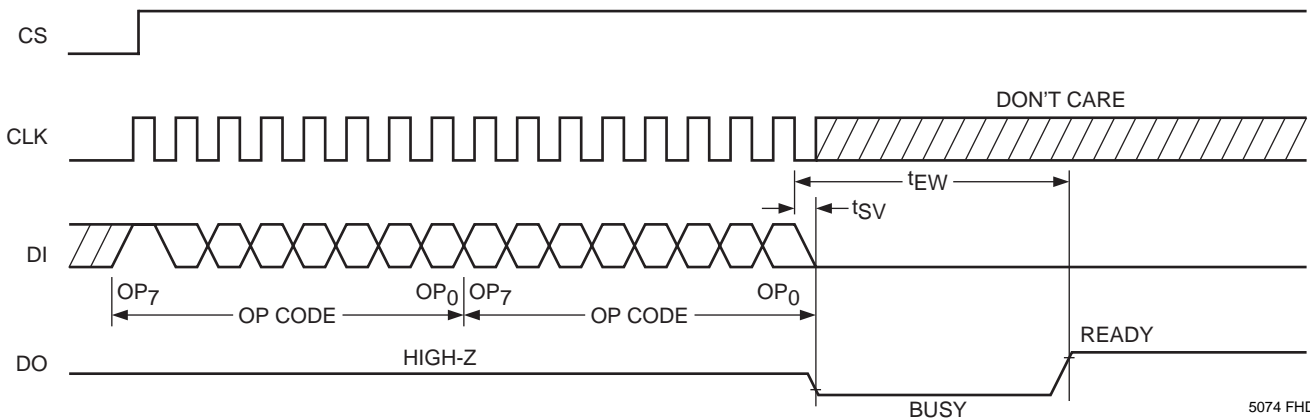 CS
DON'T CARE
CLK
tEW
tSV
DI
OP7 OP0 OP7 OP0
OP CODE OP CODE
HIGH-Z
READY
DO
BUSY
5074 FHD